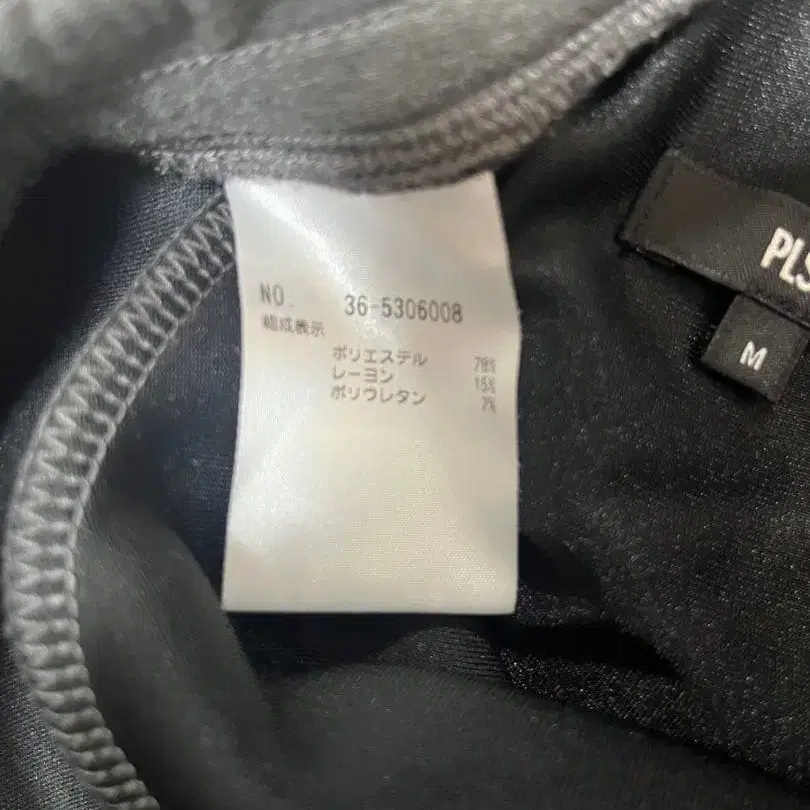 NO. 36-5306008
組成表示
ポリエステル 78%
レーヨン 15%
ポリウレタン 7%
PLS
M